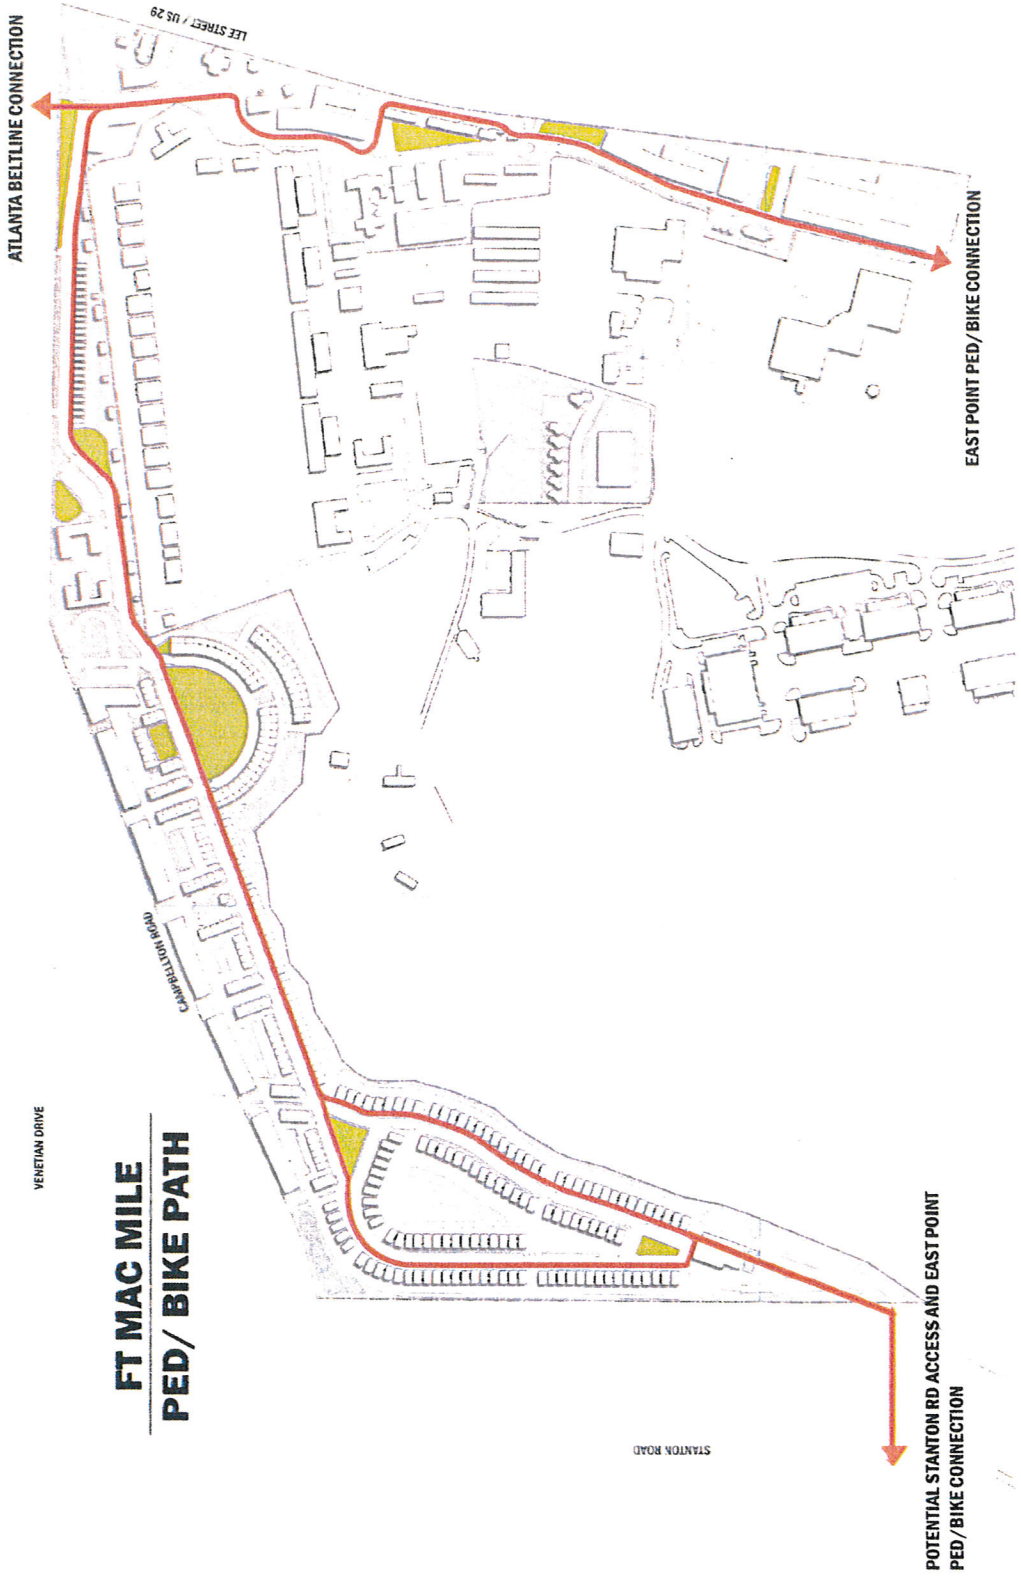 FT MAC MILE
PED/ BIKE PATH
VENETIAN DRIVE
CAMPBELLTON ROAD
ATLANTA BELTLINE CONNECTION
LEE STREET / US 29
EAST POINT PED/BIKE CONNECTION
STANTON ROAD
POTENTIAL STANTON RD ACCESS AND EAST POINT
PED/BIKE CONNECTION